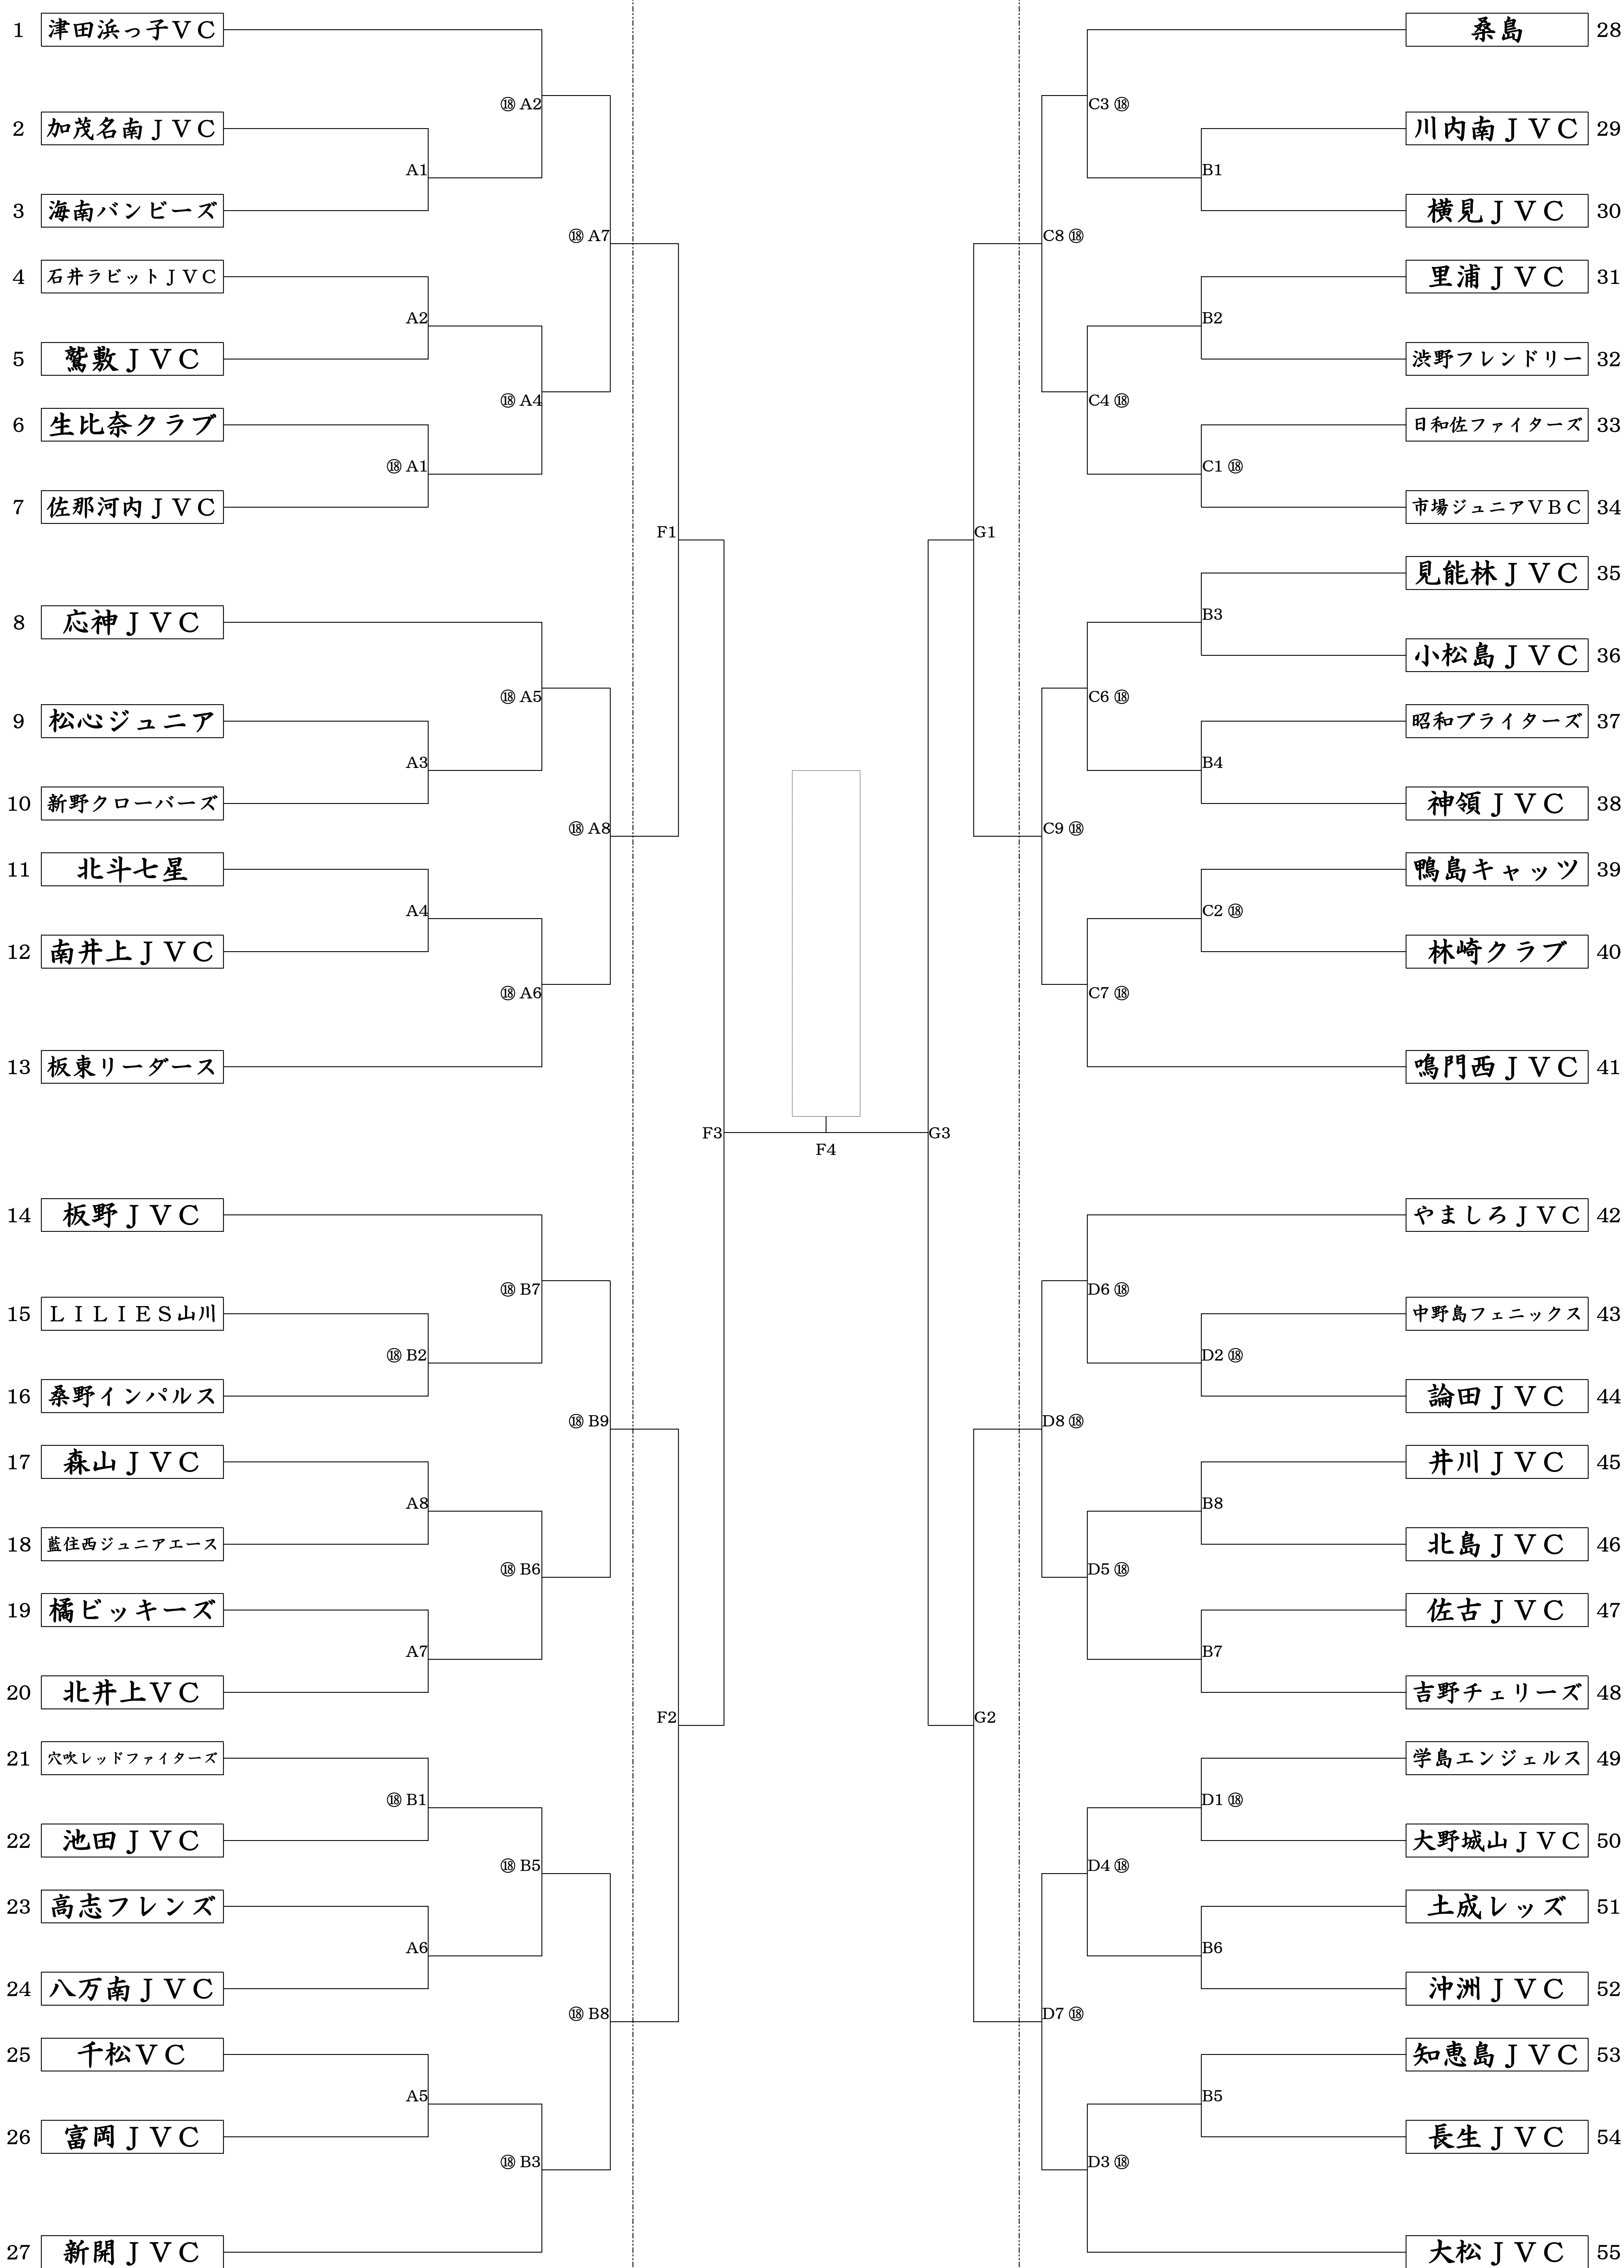 1 津田浜っ子ＶＣ
⑱ A2
2 加茂名南ＪＶＣ
A1
3 海南バンビーズ
⑱ A7
4 石井ラビットＪＶＣ
A2
5 鷲敷ＪＶＣ
⑱ A4
6 生比奈クラブ
⑱ A1
7 佐那河内ＪＶＣ
F1
8 応神ＪＶＣ
⑱ A5
9 松心ジュニア
A3
10 新野クローバーズ
⑱ A8
11 北斗七星
A4
12 南井上ＪＶＣ
⑱ A6
13 板東リーダース
F3
F4
G3
14 板野ＪＶＣ
⑱ B7
15 ＬＩＬＩＥＳ山川
⑱ B2
16 桑野インパルス
⑱ B9
17 森山ＪＶＣ
A8
18 藍住西ジュニアエース
⑱ B6
19 橘ビッキーズ
A7
20 北井上ＶＣ
F2
21 穴吹レッドファイターズ
⑱ B1
22 池田ＪＶＣ
⑱ B5
23 高志フレンズ
A6
24 八万南ＪＶＣ
⑱ B8
25 千松ＶＣ
A5
26 富岡ＪＶＣ
⑱ B3
27 新開ＪＶＣ
桑島 28
C3 ⑱
川内南ＪＶＣ 29
B1
横見ＪＶＣ 30
C8 ⑱
里浦ＪＶＣ 31
B2
渋野フレンドリー 32
C4 ⑱
日和佐ファイターズ 33
C1 ⑱
市場ジュニアＶＢＣ 34
G1
見能林ＪＶＣ 35
B3
小松島ＪＶＣ 36
C6 ⑱
昭和ブライターズ 37
B4
神領ＪＶＣ 38
C9 ⑱
鴨島キャッツ 39
C2 ⑱
林崎クラブ 40
C7 ⑱
鳴門西ＪＶＣ 41
やましろＪＶＣ 42
D6 ⑱
中野島フェニックス 43
D2 ⑱
論田ＪＶＣ 44
D8 ⑱
井川ＪＶＣ 45
B8
北島ＪＶＣ 46
D5 ⑱
佐古ＪＶＣ 47
B7
吉野チェリーズ 48
G2
学島エンジェルス 49
D1 ⑱
大野城山ＪＶＣ 50
D4 ⑱
土成レッズ 51
B6
沖洲ＪＶＣ 52
D7 ⑱
知恵島ＪＶＣ 53
B5
長生ＪＶＣ 54
D3 ⑱
大松ＪＶＣ 55